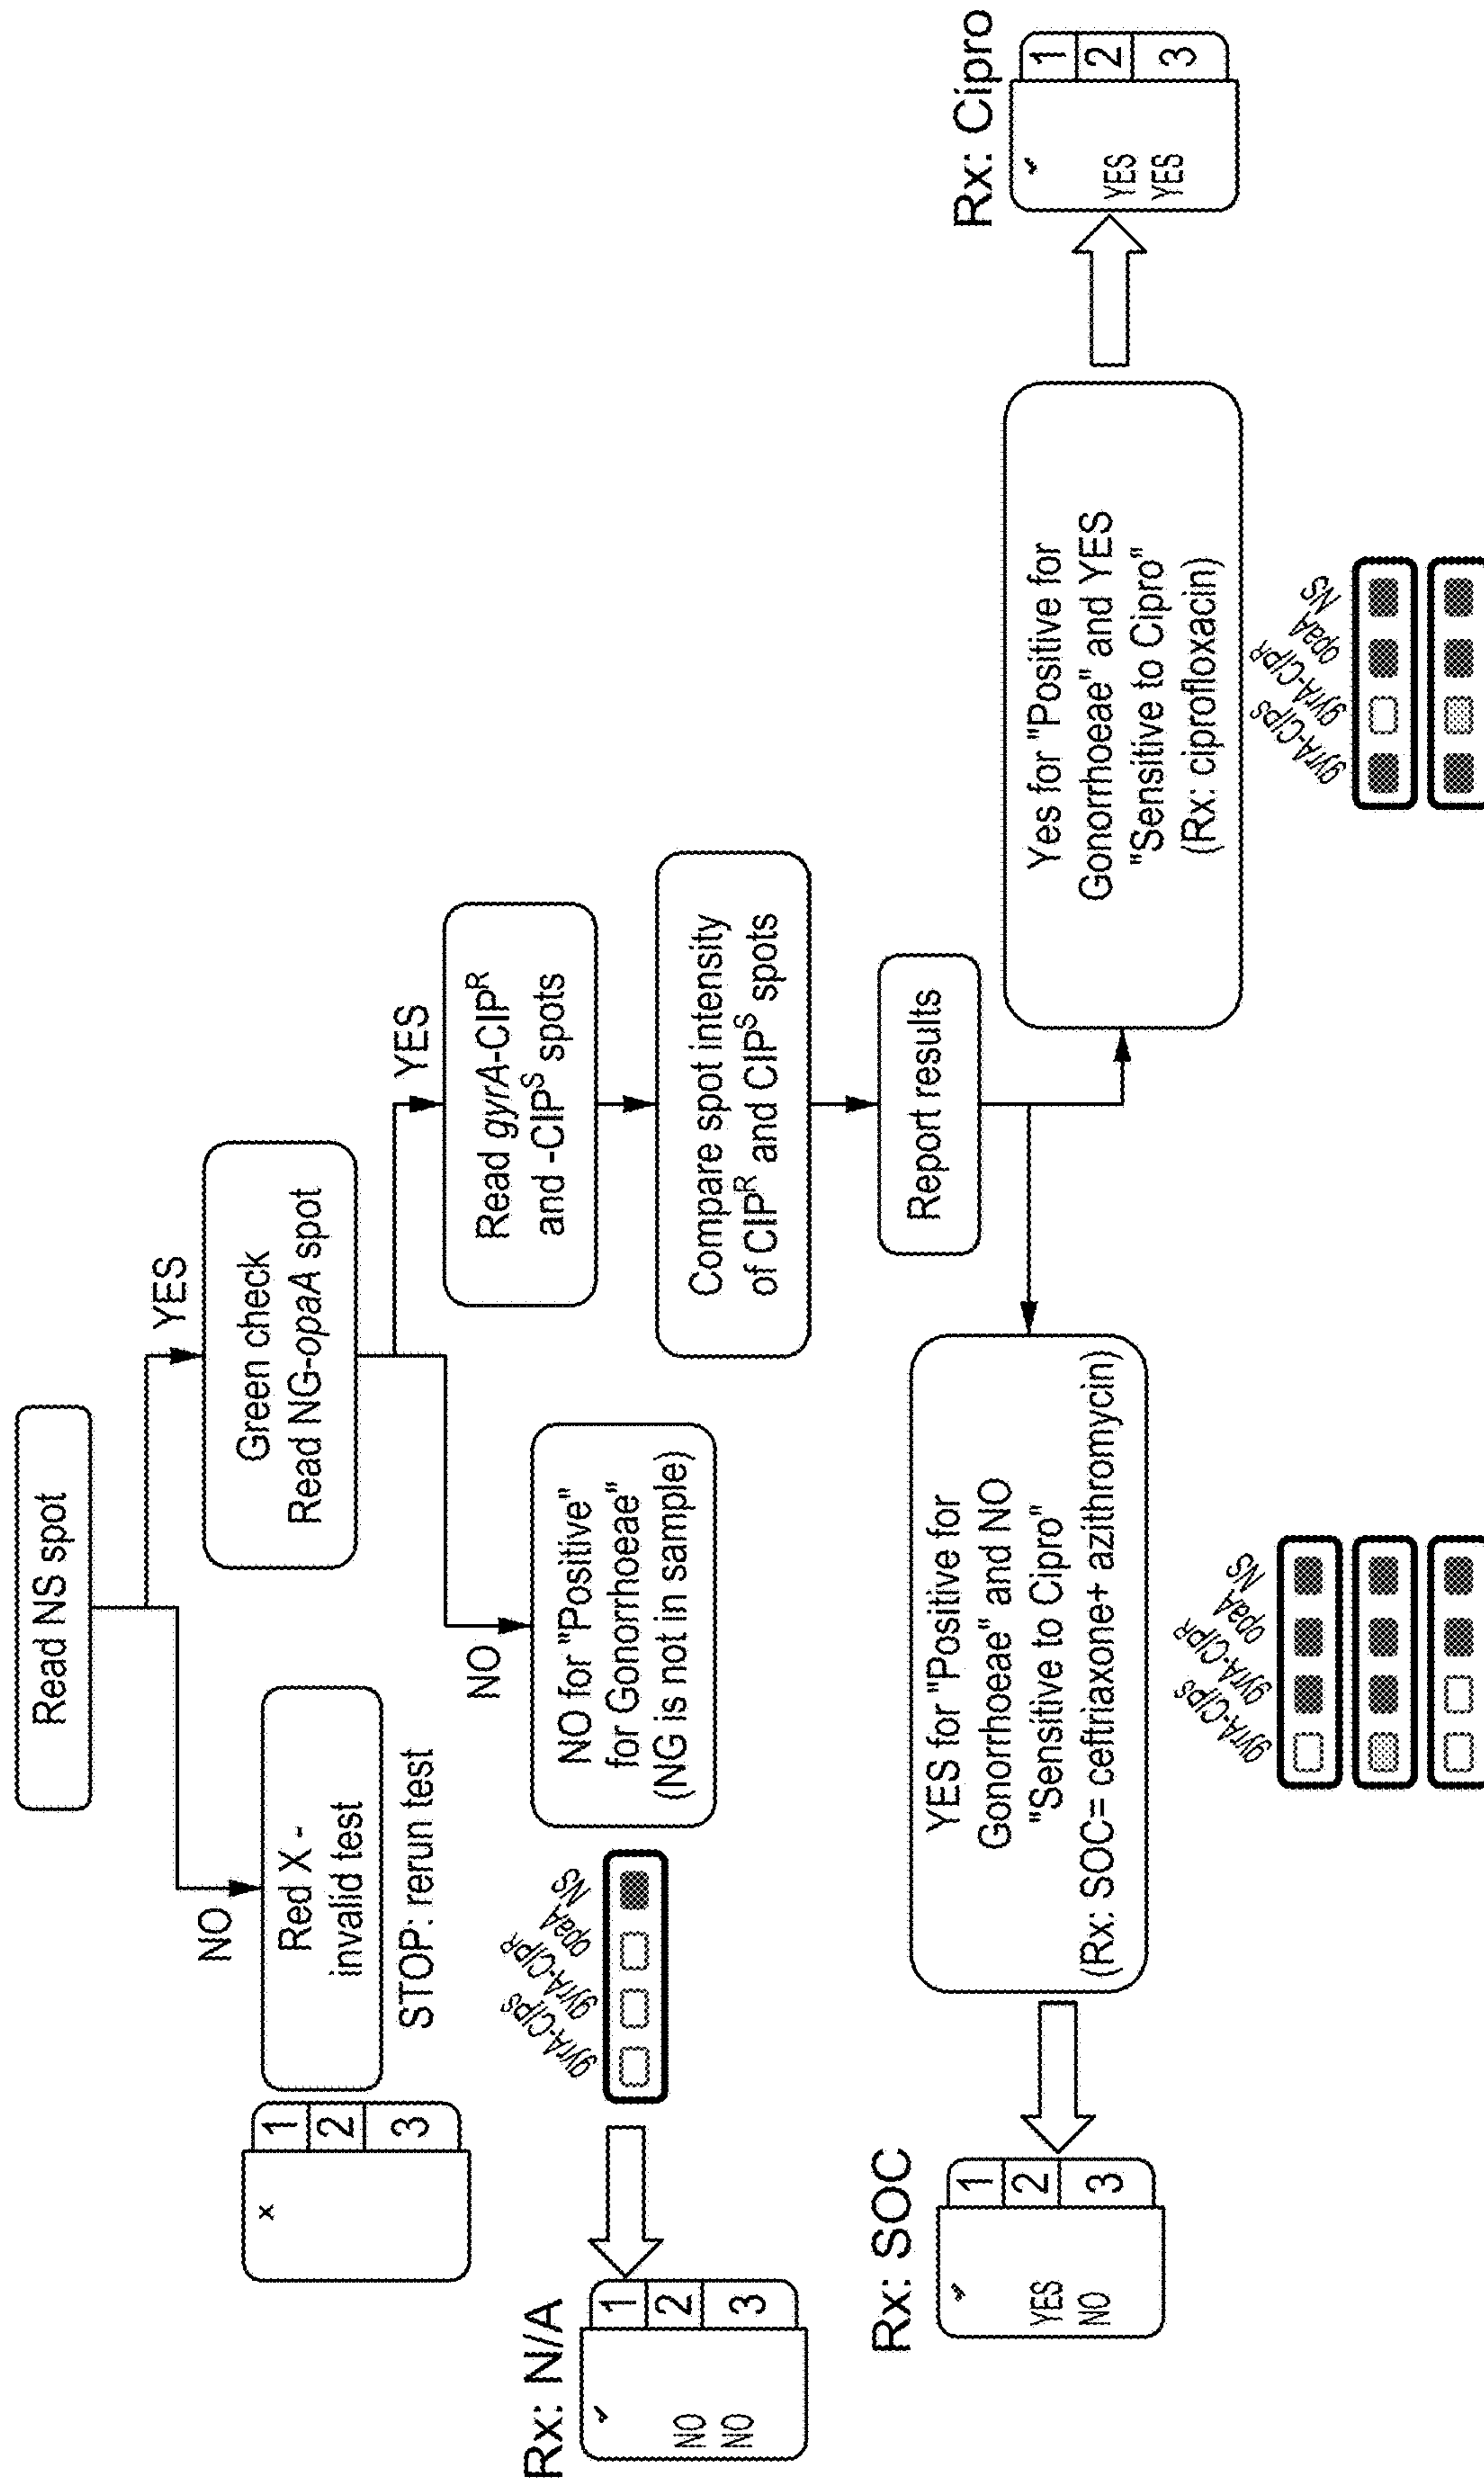 Read NS spot
NO
YES
×
1
2
3
Red X -
invalid test
STOP: rerun test
Green check
Read NG-opaA spot
NO
YES
Rx: N/A
✓
NO
NO
1
2
3
gyrA-CIPS
gyrA-CIPR
opaA
NS
NO for "Positive"
for Gonorrhoeae"
(NG is not in sample)
Read gyrA-CIP^R
and -CIP^S spots
Compare spot intensity
of CIP^R and CIP^S spots
Report results
Rx: SOC
✓
YES
NO
1
2
3
YES for "Positive for
Gonorrhoeae" and NO
"Sensitive to Cipro"
(Rx: SOC= ceftriaxone+ azithromycin)
gyrA-CIPS
gyrA-CIPR
opaA
NS
Yes for "Positive for
Gonorrhoeae" and YES
"Sensitive to Cipro"
(Rx: ciprofloxacin)
gyrA-CIPS
gyrA-CIPR
opaA
NS
Rx: Cipro
✓
YES
YES
1
2
3